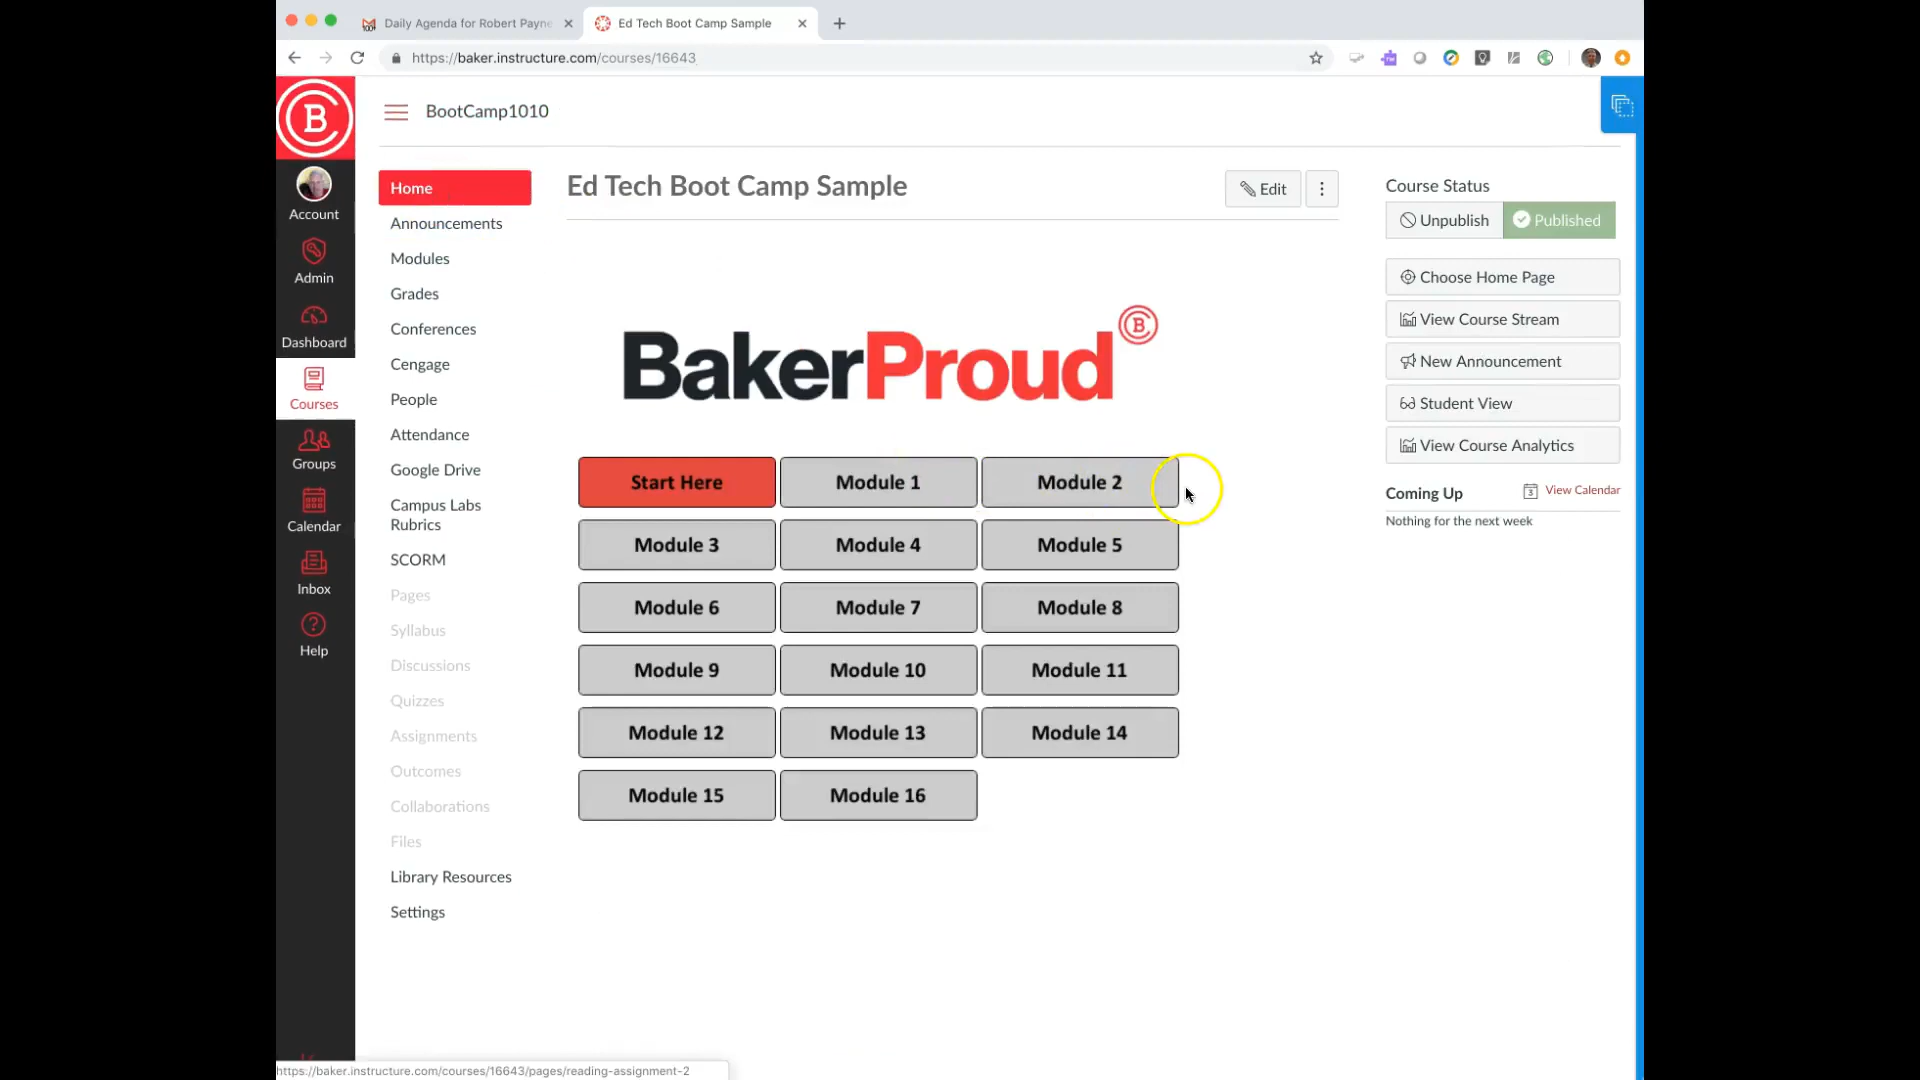 Daily Agenda for Robert Payne
Ed Tech Boot Camp Sample
https://baker.instructure.com/courses/16643
BootCamp1010
B
Account
Admin
Dashboard
Courses
Groups
Calendar
Inbox
Help
Home
Announcements
Modules
Grades
Conferences
Cengage
People
Attendance
Google Drive
Campus Labs
Rubrics
SCORM
Pages
Syllabus
Discussions
Quizzes
Assignments
Outcomes
Collaborations
Files
Library Resources
Settings
Ed Tech Boot Camp Sample
Edit
BakerProud B
Start Here
Module 1
Module 2
Module 3
Module 4
Module 5
Module 6
Module 7
Module 8
Module 9
Module 10
Module 11
Module 12
Module 13
Module 14
Module 15
Module 16
Course Status
Unpublish
Published
Choose Home Page
View Course Stream
New Announcement
Student View
View Course Analytics
Coming Up
3 View Calendar
Nothing for the next week
https://baker.instructure.com/courses/16643/pages/reading-assignment-2